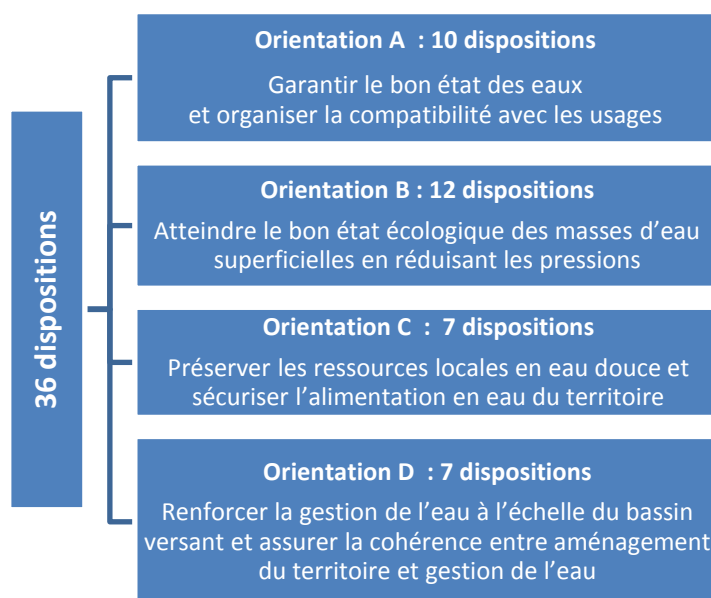 36 dispositions
Orientation A : 10 dispositions
Garantir le bon état des eaux
et organiser la compatibilité avec les usages
Orientation B : 12 dispositions
Atteindre le bon état écologique des masses d’eau
superficielles en réduisant les pressions
Orientation C : 7 dispositions
Préserver les ressources locales en eau douce et
sécuriser l’alimentation en eau du territoire
Orientation D : 7 dispositions
Renforcer la gestion de l’eau à l’échelle du bassin
versant et assurer la cohérence entre aménagement
du territoire et gestion de l’eau